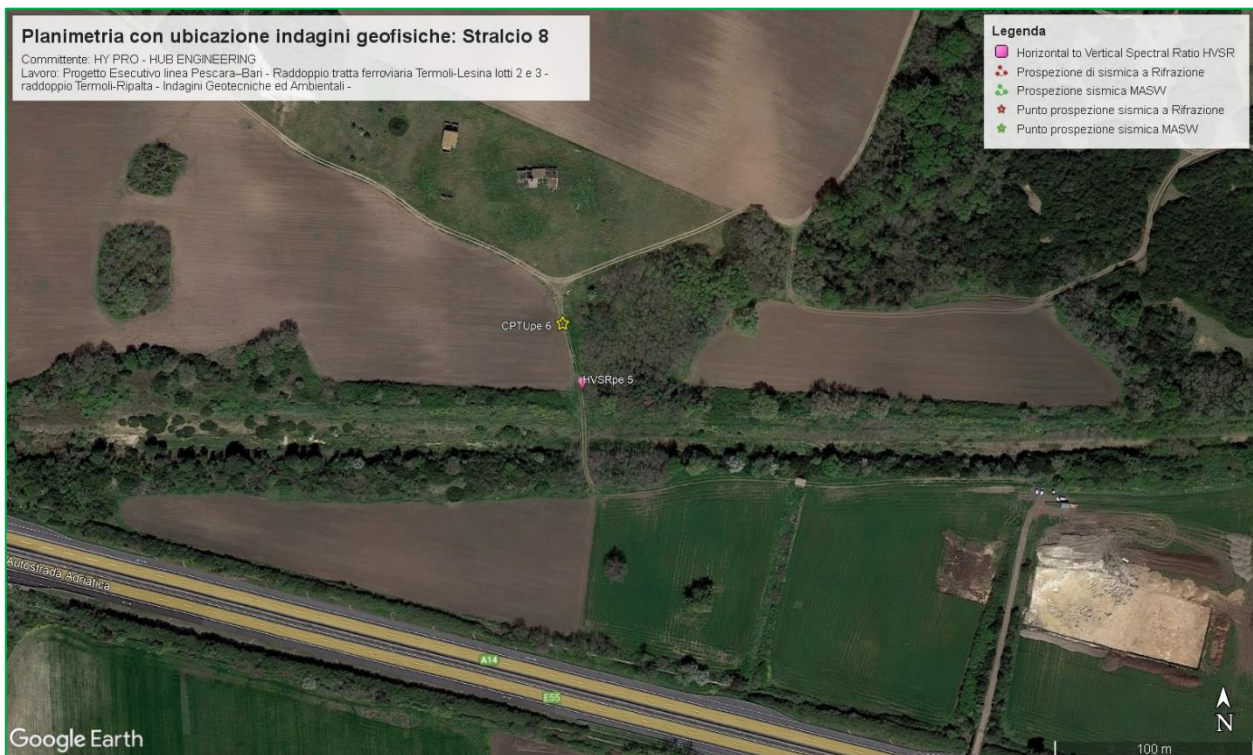 Planimetria con ubicazione indagini geofisiche: Stralcio 8
Committente: HY PRO - HUB ENGINEERING
Lavoro: Progetto Esecutivo linea Pescara–Bari - Raddoppio tratta ferroviaria Termoli-Lesina lotti 2 e 3 -
raddoppio Termoli-Ripalta - Indagini Geotecniche ed Ambientali -
Legenda
Horizontal to Vertical Spectral Ratio HVSR
Prospezione di sismica a Rifrazione
Prospezione sismica MASW
Punto prospezione sismica a Rifrazione
Punto prospezione sismica MASW
CPTUpe 6
HVSRpe 5
Autostrada Adriatica
A14
E55
N
Google Earth
100 m